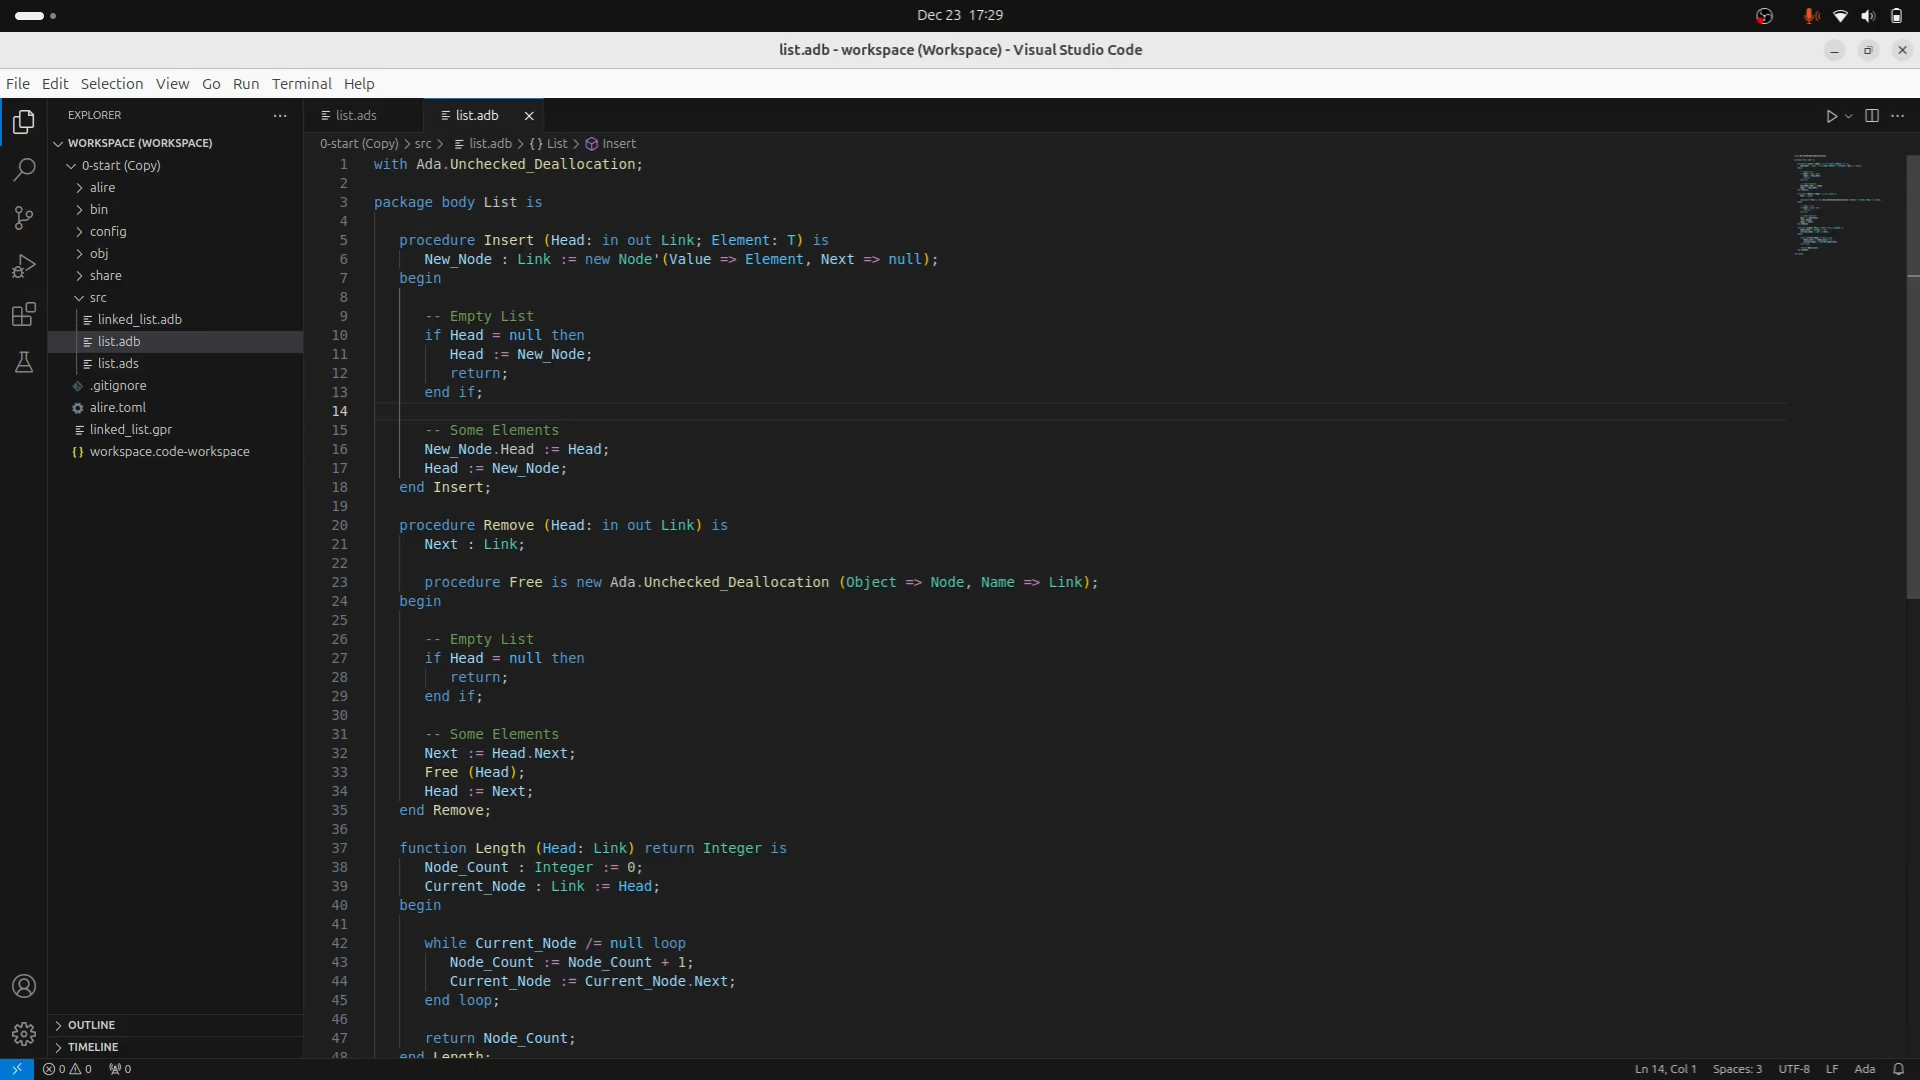 Dec 23 17:29
list.adb - workspace (Workspace) - Visual Studio Code
File Edit Selection View Go Run Terminal Help
EXPLORER
WORKSPACE (WORKSPACE)
0-start (Copy)
alire
bin
config
obj
share
src
linked_list.adb
list.adb
list.ads
.gitignore
alire.toml
linked_list.gpr
{} workspace.code-workspace
OUTLINE
TIMELINE
list.ads list.adb
0-start (Copy) > src > list.adb > {} List > Insert
1 with Ada.Unchecked_Deallocation;
2
3 package body List is
4
5 procedure Insert (Head: in out Link; Element: T) is
6 New_Node : Link := new Node'(Value => Element, Next => null);
7 begin
8
9 -- Empty List
10 if Head = null then
11 Head := New_Node;
12 return;
13 end if;
14
15 -- Some Elements
16 New_Node.Head := Head;
17 Head := New_Node;
18 end Insert;
19
20 procedure Remove (Head: in out Link) is
21 Next : Link;
22
23 procedure Free is new Ada.Unchecked_Deallocation (Object => Node, Name => Link);
24 begin
25
26 -- Empty List
27 if Head = null then
28 return;
29 end if;
30
31 -- Some Elements
32 Next := Head.Next;
33 Free (Head);
34 Head := Next;
35 end Remove;
36
37 function Length (Head: Link) return Integer is
38 Node_Count : Integer := 0;
39 Current_Node : Link := Head;
40 begin
41
42 while Current_Node /= null loop
43 Node_Count := Node_Count + 1;
44 Current_Node := Current_Node.Next;
45 end loop;
46
47 return Node_Count;
48 end Length;
0 0 0 Ln 14, Col 1 Spaces: 3 UTF-8 LF Ada